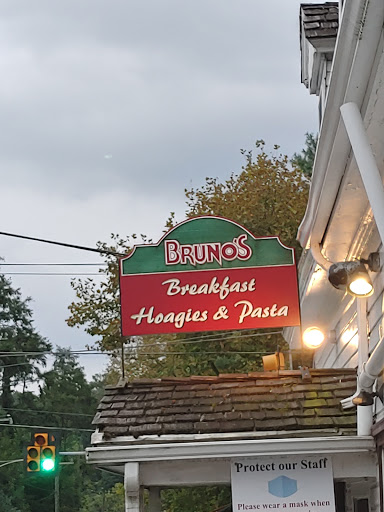 BRUNO'S
Breakfast
Hoagies & Pasta
Protect our Staff
Please wear a mask when